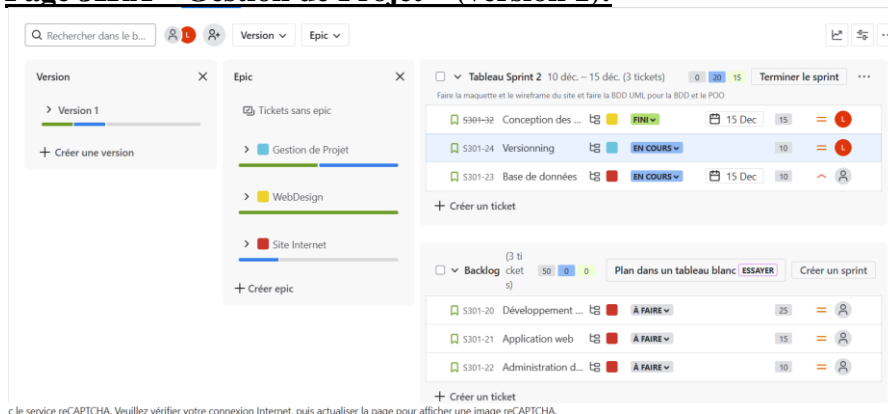 Page JIRA – Gestion de Projet – (version 2):
Rechercher dans le b...
L
Version
Epic
Version
Version 1
Créer une version
Epic
Tickets sans epic
Gestion de Projet
WebDesign
Site Internet
Créer epic
Tableau Sprint 2 10 déc. – 15 déc. (3 tickets) 0 20 15 Terminer le sprint ...
Faire la maquette et le wireframe du site et faire la BDD UML, pour la BDD et le POO
S301-32 Conception des ... FINI 15 Dec 15 L
S301-24 Versionning EN COURS 10 L
S301-23 Base de données EN COURS 15 Dec 10
Créer un ticket
Backlog (3 ti
cket
s) 50 0 0 Plan dans un tableau blanc ESSAYER Créer un sprint
S301-20 Développement ... À FAIRE 25
S301-21 Application web À FAIRE 15
S301-22 Administration d... À FAIRE 10
Créer un ticket
c le service reCAPTCHA. Veuillez vérifier votre connexion Internet, puis actualiser la page pour afficher une image reCAPTCHA.